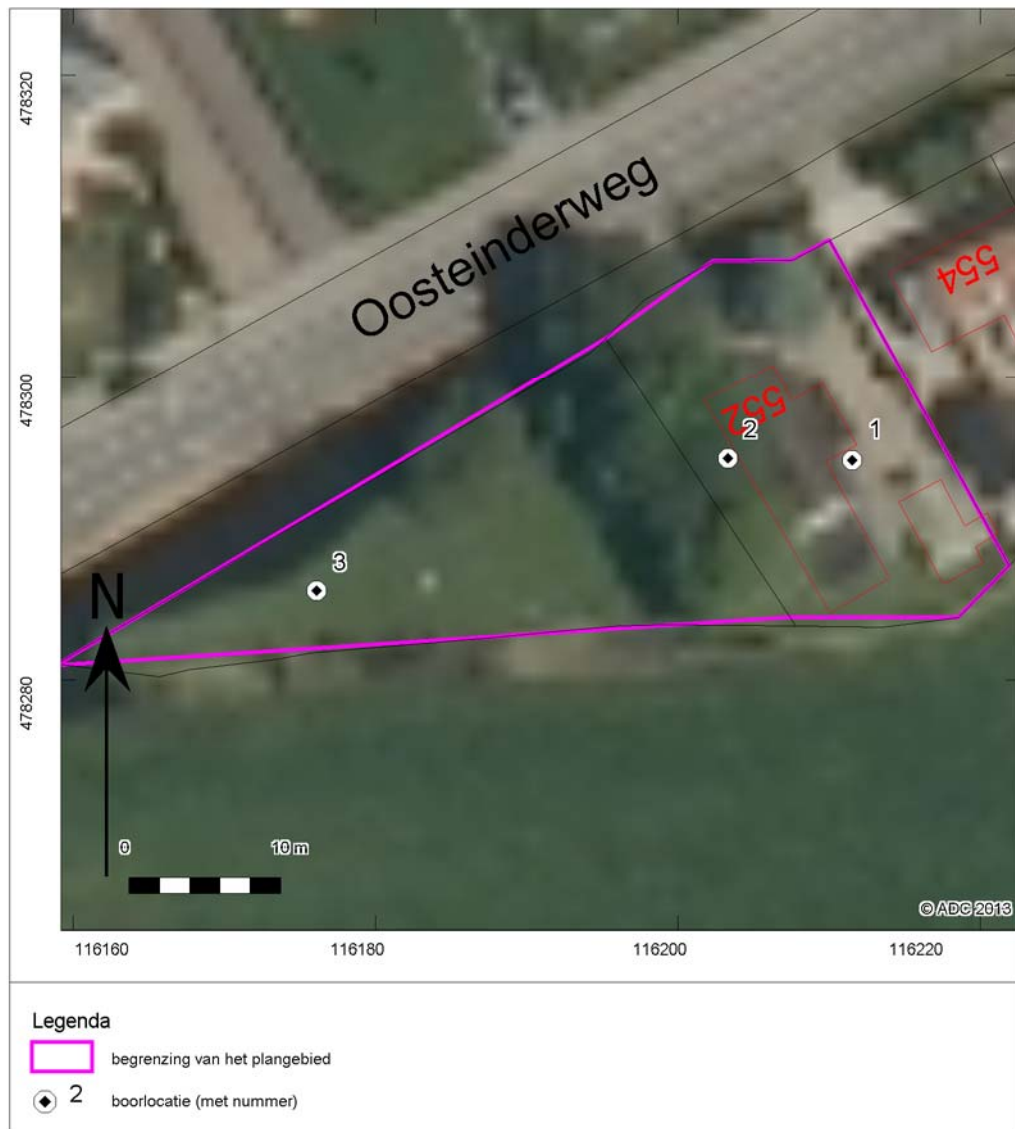 478320
Oosteinderweg
554
478300
552
2
1
3
N
478280
0
10 m
© ADC 2013
116160
116180
116200
116220
Legenda
begrenzing van het plangebied
2
boorlocatie (met nummer)